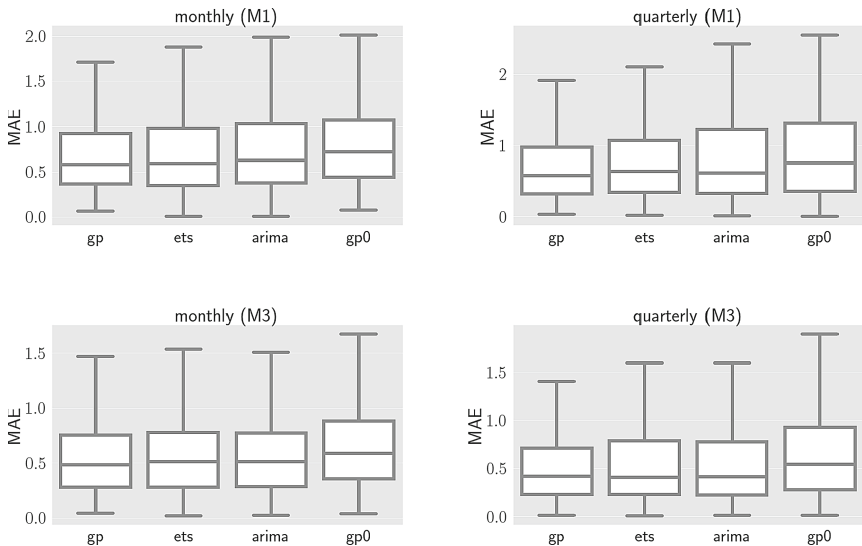 monthly (M1)
MAE
2.0
1.5
1.0
0.5
0.0
gp ets arima gp0
quarterly (M1)
MAE
2
1
0
gp ets arima gp0
monthly (M3)
MAE
1.5
1.0
0.5
0.0
gp ets arima gp0
quarterly (M3)
MAE
1.5
1.0
0.5
0.0
gp ets arima gp0